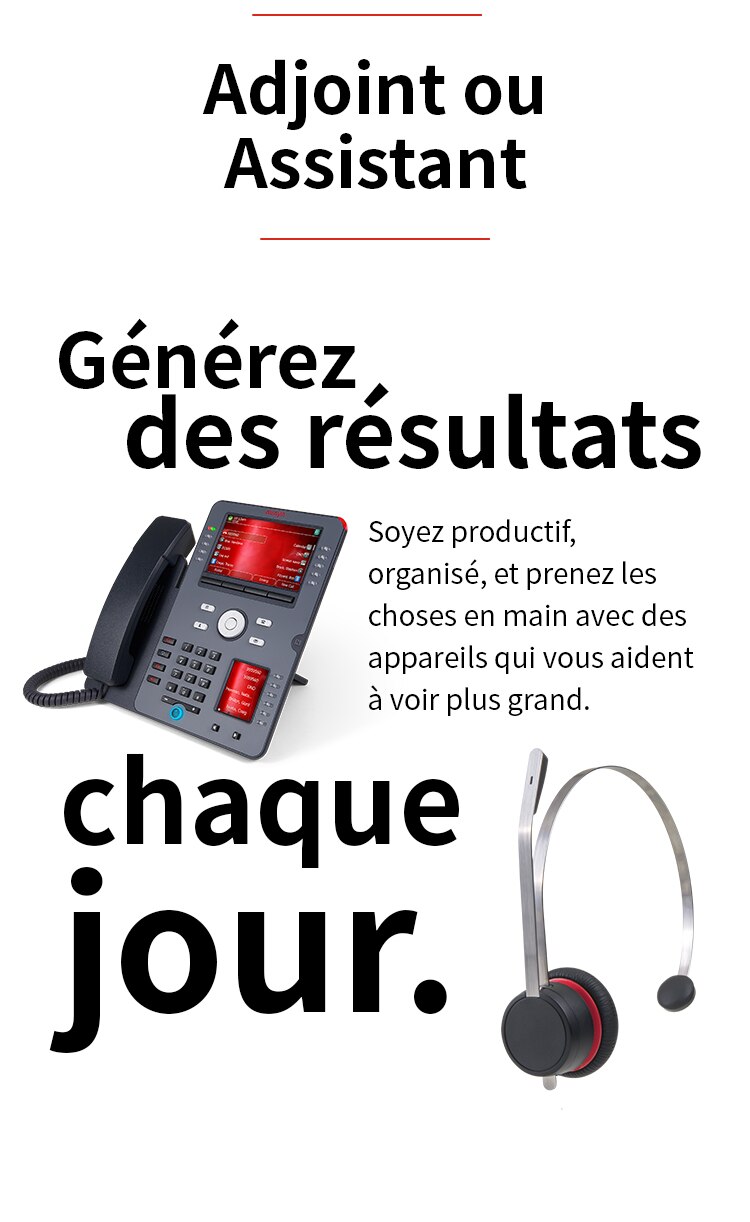 Adjoint ou
Assistant
Générez
des résultats
Soyez productif,
organisé, et prenez les
choses en main avec des
appareils qui vous aident
à voir plus grand.
chaque
jour.